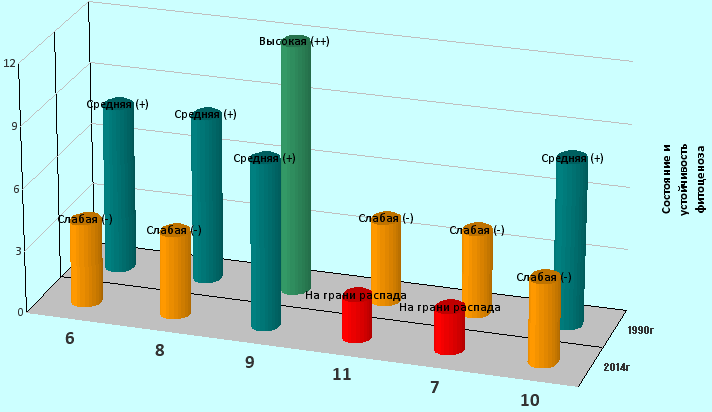 12
9
6
3
0
Высокая (++)
Средняя (+)
Средняя (+)
Средняя (+)
Средняя (+)
Слабая (-)
Слабая (-)
Слабая (-)
Слабая (-)
Слабая (-)
На грани распада
На грани распада
6
8
9
11
7
10
1990г
2014г
Состояние и
устойчивость
фитоценоза